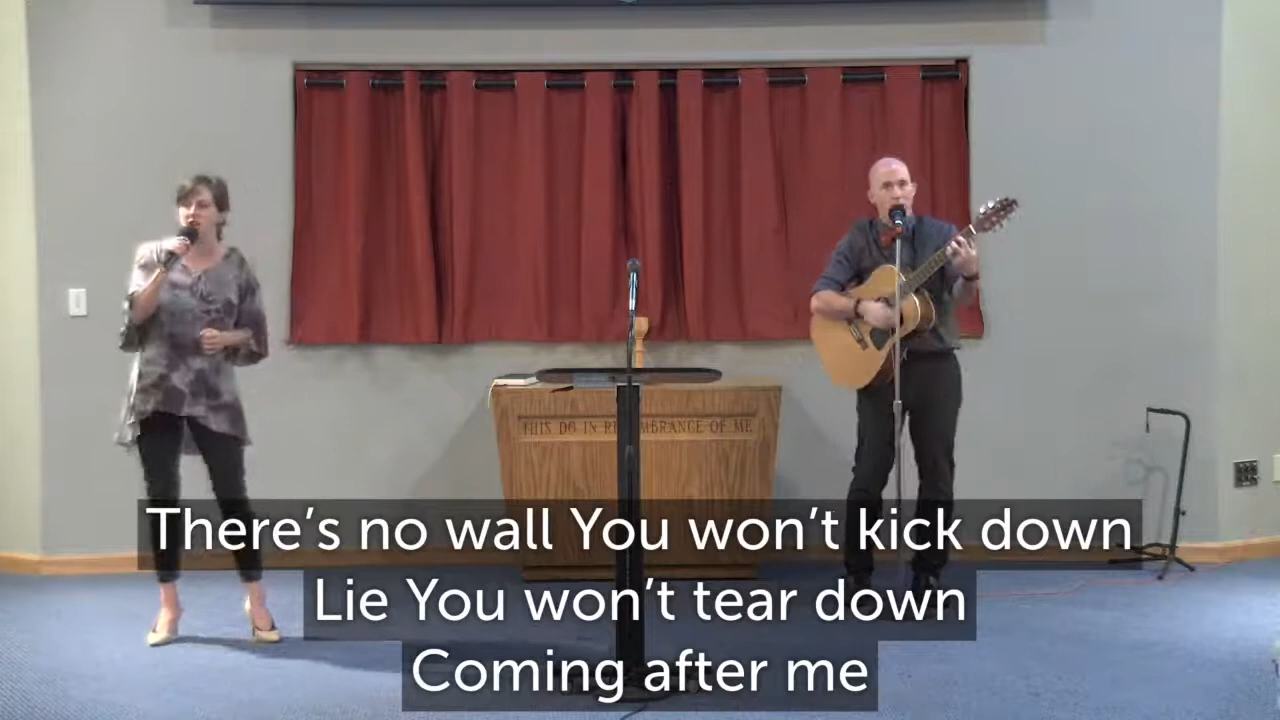 THIS DO IN REMEMBRANCE OF ME
There's no wall You won't kick down
Lie You won't tear down
Coming after me